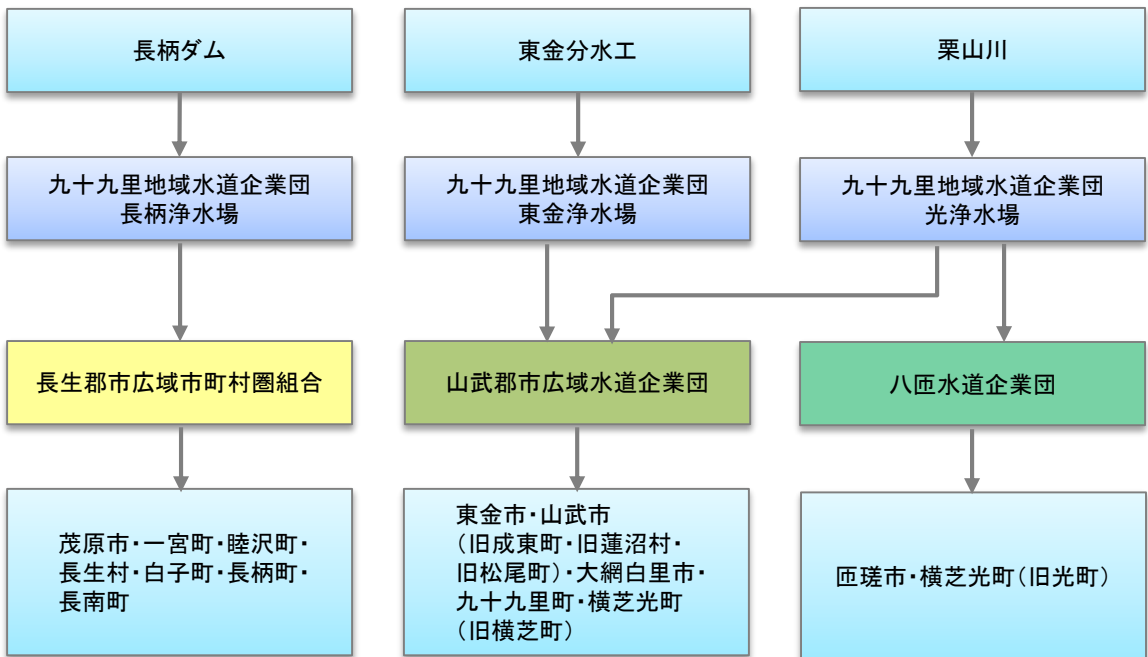 長柄ダム
東金分水工
栗山川
九十九里地域水道企業団
長柄浄水場
九十九里地域水道企業団
東金浄水場
九十九里地域水道企業団
光浄水場
長生郡市広域市町村圏組合
山武郡市広域水道企業団
八匝水道企業団
茂原市・一宮町・睦沢町・
長生村・白子町・長柄町・
長南町
東金市・山武市
（旧成東町・旧蓮沼村・
旧松尾町）・大網白里市・
九十九里町・横芝光町
（旧横芝町）
匝瑳市・横芝光町（旧光町）